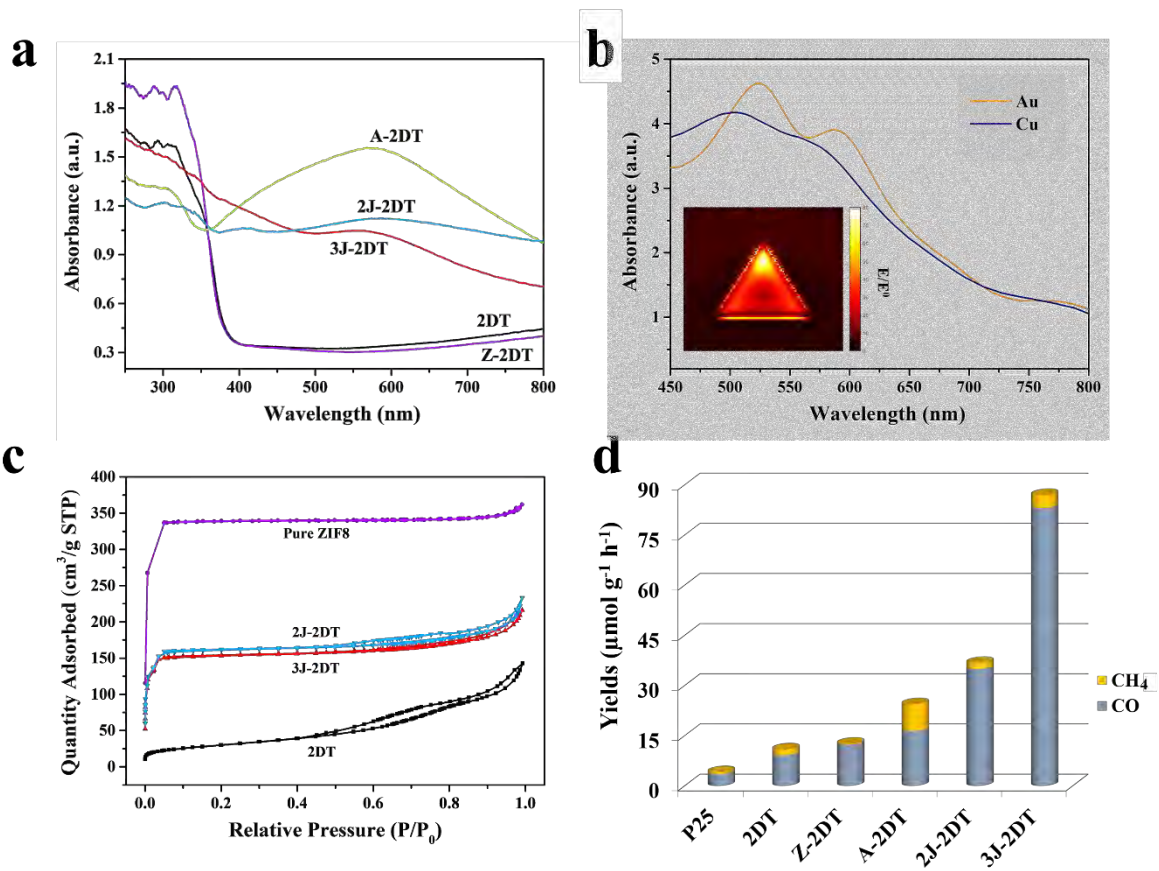 a
2.1
1.8
1.5
1.2
0.9
0.6
0.3
Absorbance (a.u.)
A-2DT
2J-2DT
3J-2DT
2DT
Z-2DT
300 400 500 600 700 800
Wavelength (nm)
b
5
4
3
2
1
Absorbance (a.u.)
Au
Cu
E/E⁰
450 500 550 600 650 700 750 800
Wavelength (nm)
c
400
350
300
250
200
150
100
50
0
Quantity Adsorbed (cm³/g STP)
Pure ZIF8
2J-2DT
3J-2DT
2DT
0.0 0.2 0.4 0.6 0.8 1.0
Relative Pressure (P/P₀)
d
90
75
60
45
30
15
0
Yields (μmol g⁻¹ h⁻¹)
CH₄
CO
P25 2DT Z-2DT A-2DT 2J-2DT 3J-2DT